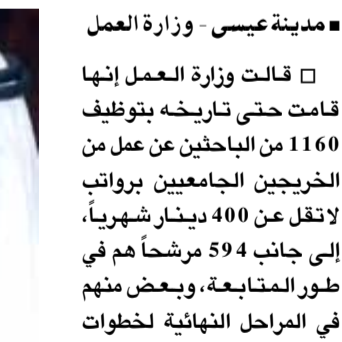 ■ مدينة عيسى - وزارة العمل
□ قالت وزارة العمل إنها
قامت حتى تاريخه بتوظيف
1160 من الباحثين عن عمل من
الخريجين الجامعيين برواتب
لاتقل عن 400 دينار شهرياً،
إلى جانب 594 مرشحاً هم في
طور المتابعة، وبعض منهم
في المراحل النهائية لخطوات